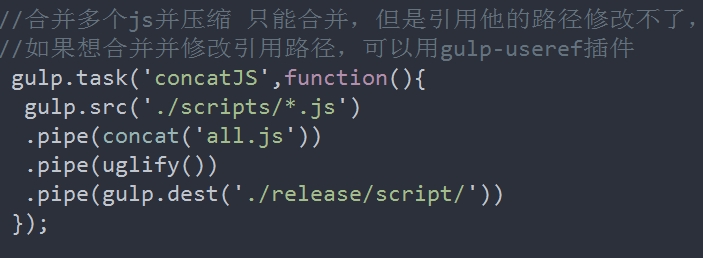 //合并多个js并压缩 只能合并，但是引用他的路径修改不了，
//如果想合并并修改引用路径，可以用gulp-useref插件
gulp.task('concatJS',function(){
gulp.src('./scripts/*.js')
.pipe(concat('all.js'))
.pipe(uglify())
.pipe(gulp.dest('./release/script/'))
});